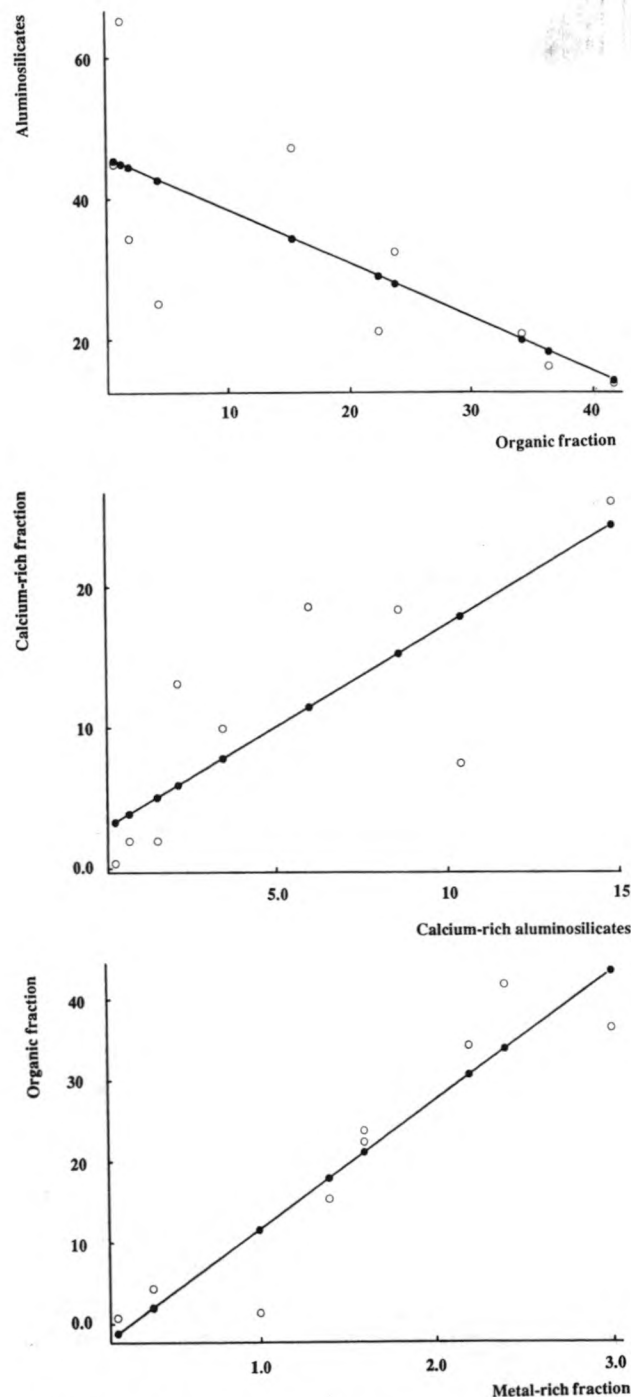 Aluminosilicates
60
40
20
10 20 30 40
Organic fraction
Calcium-rich fraction
20
10
0.0
5.0 10 15
Calcium-rich aluminosilicates
Organic fraction
40
30
20
10
0.0
1.0 2.0 3.0
Metal-rich fraction